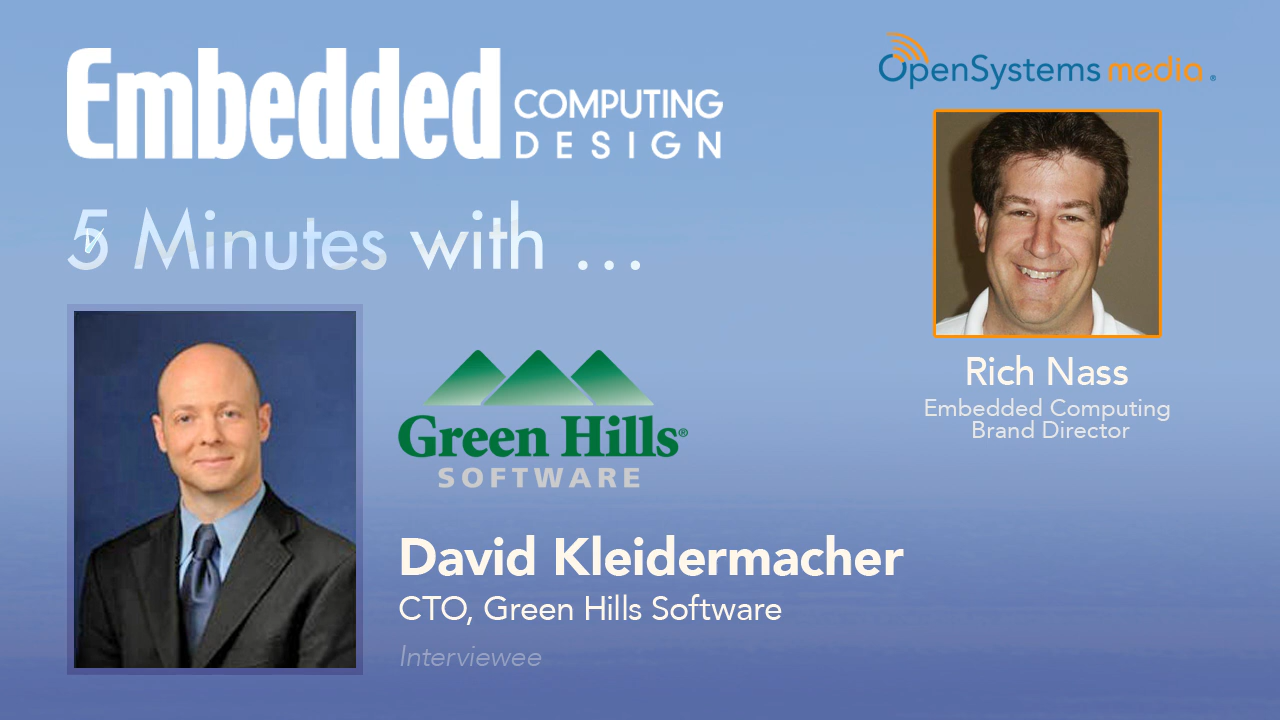 Embedded COMPUTING
DESIGN
OpenSystems media®
5 Minutes with ...
Rich Nass
Embedded Computing
Brand Director
Green Hills®
SOFTWARE
David Kleidermacher
CTO, Green Hills Software
Interviewee